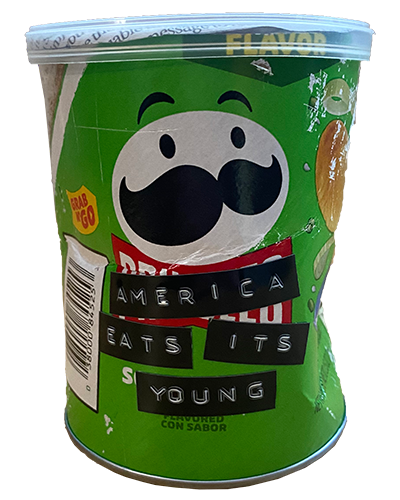 FLAVOR
GRAB
N' GO
AMERICA
EATS ITS
YOUNG
FLAVORED
CON SABOR